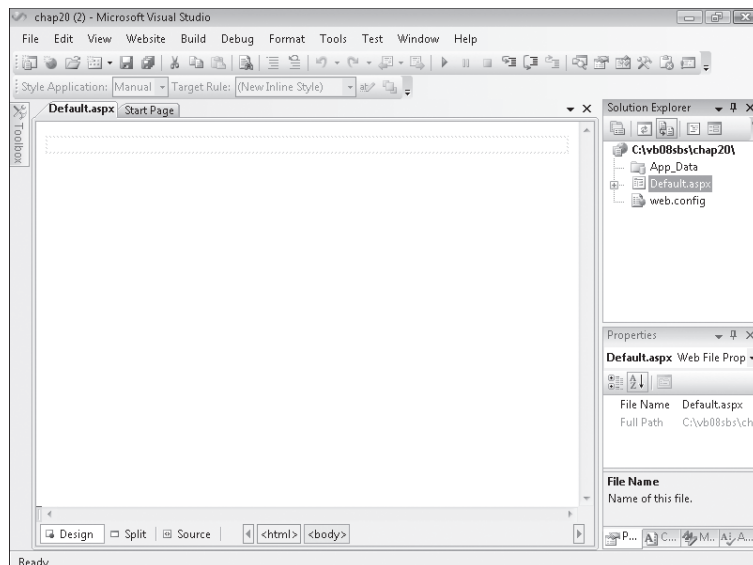 chap20 (2) - Microsoft Visual Studio
File Edit View Website Build Debug Format Tools Test Window Help
Style Application: Manual Target Rule: (New Inline Style)
Toolbox
Default.aspx Start Page
Solution Explorer
C:\vb08sbs\chap20\
App_Data
Default.aspx
web.config
Properties
Default.aspx Web File Prop
File Name Default.aspx
Full Path C:\vb08sbs\ch
File Name
Name of this file.
Design Split Source <html> <body>
P... C... M... A...
Ready